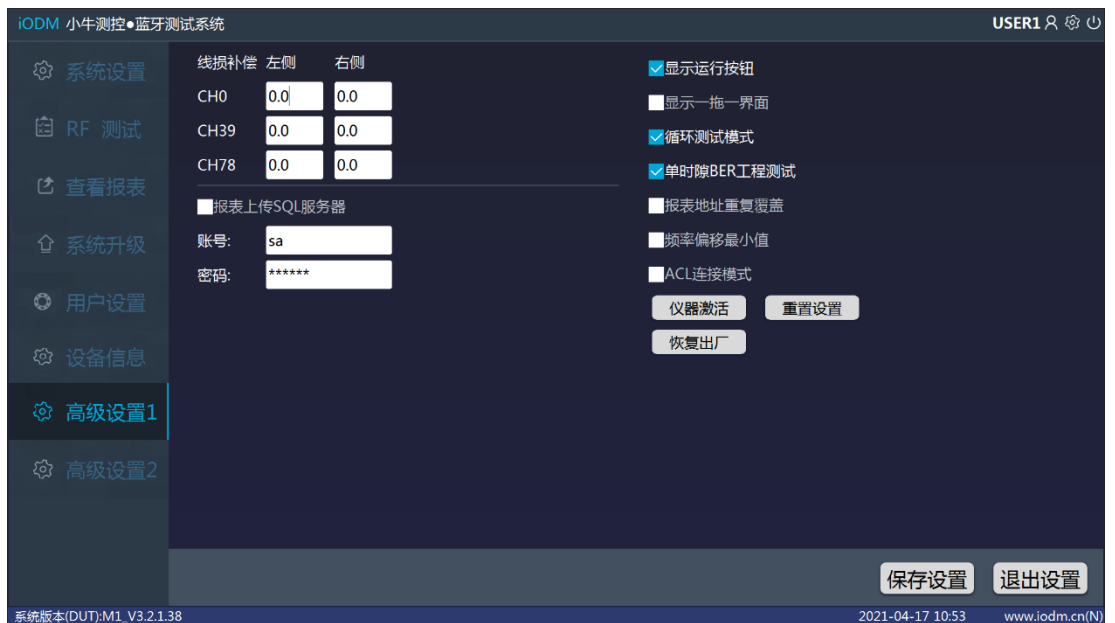 iODM 小牛测控●蓝牙测试系统
USER1
系统设置
RF 测试
查看报表
系统升级
用户设置
设备信息
高级设置1
高级设置2
线损补偿 左侧 右侧
CH0 0.0 0.0
CH39 0.0 0.0
CH78 0.0 0.0
报表上传SQL服务器
账号: sa
密码: ******
显示运行按钮
显示一拖一界面
循环测试模式
单时隙BER工程测试
报表地址重复覆盖
频率偏移最小值
ACL连接模式
仪器激活 重置设置
恢复出厂
保存设置 退出设置
系统版本(DUT):M1_V3.2.1.38
2021-04-17 10:53
www.iodm.cn(N)